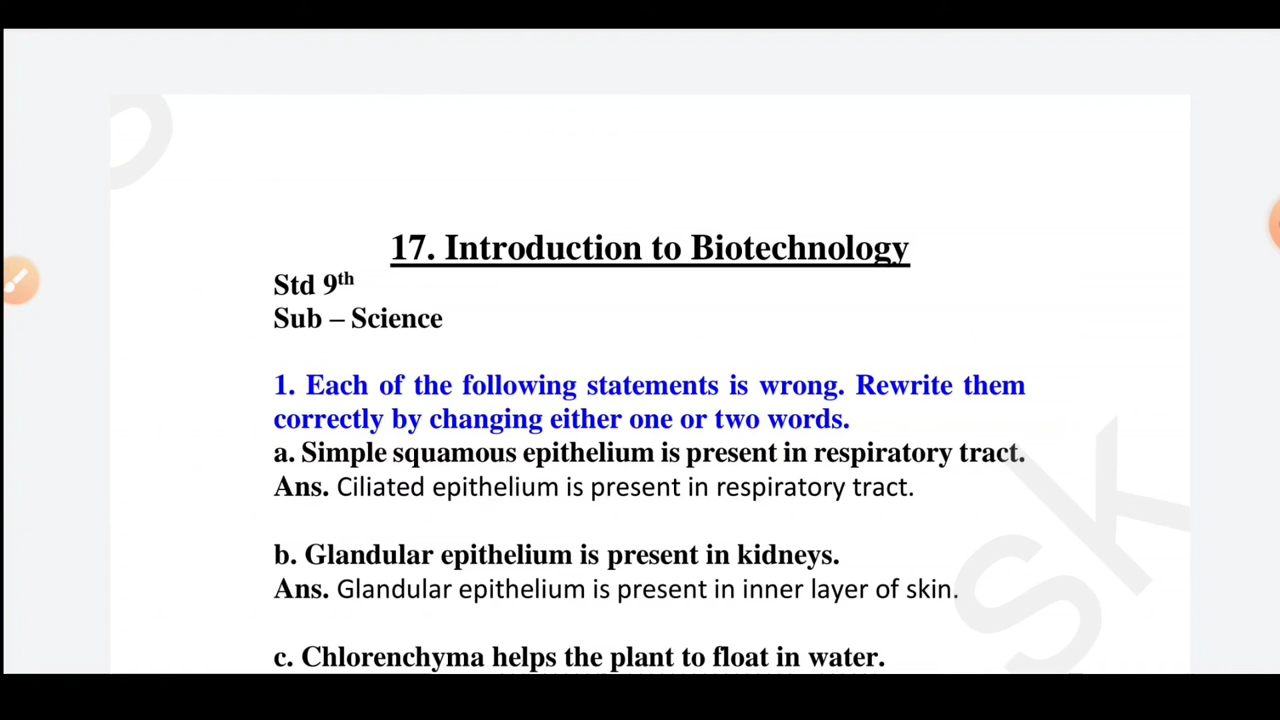 17. Introduction to Biotechnology
Std 9th
Sub – Science
1. Each of the following statements is wrong. Rewrite them
correctly by changing either one or two words.
a. Simple squamous epithelium is present in respiratory tract.
Ans. Ciliated epithelium is present in respiratory tract.
b. Glandular epithelium is present in kidneys.
Ans. Glandular epithelium is present in inner layer of skin.
c. Chlorenchyma helps the plant to float in water.
sk